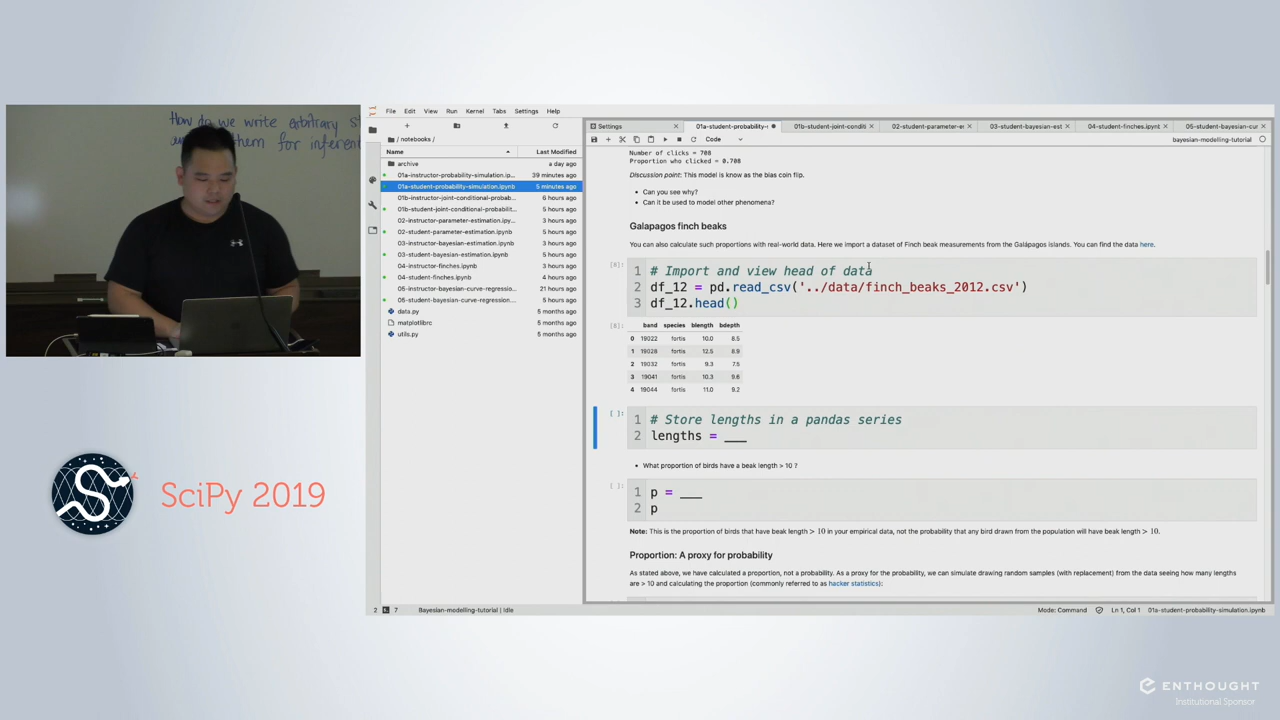 How do we write arbitrary st
them for inferen
SciPy 2019
ENTHOUGHT
Institutional Sponsor
File Edit View Run Kernel Tabs Settings Help
/ notebooks /
Name Last Modified
archive a day ago
01a-instructor-probability-simulation.ip... 39 minutes ago
01a-student-probability-simulation.ipynb 5 minutes ago
01b-instructor-joint-conditional-probab... 6 hours ago
01b-student-joint-conditional-probabilit... 5 hours ago
02-instructor-parameter-estimation.ipy... 3 hours ago
02-student-parameter-estimation.ipynb 5 hours ago
03-instructor-bayesian-estimation.ipynb 3 hours ago
03-student-bayesian-estimation.ipynb 5 hours ago
04-instructor-finches.ipynb 3 hours ago
04-student-finches.ipynb 4 hours ago
05-instructor-bayesian-curve-regressio... 21 hours ago
05-student-bayesian-curve-regression.... 5 hours ago
data.py 5 months ago
matplotlibrc 5 months ago
utils.py 5 months ago
Settings 01a-student-probability- 01b-student-joint-conditi 02-student-parameter-e 03-student-bayesian-est 04-student-finches.ipynb 05-student-bayesian-cur
Code bayesian-modelling-tutorial
Number of clicks = 708
Proportion who clicked = 0.708
Discussion point: This model is know as the bias coin flip.
• Can you see why?
• Can it be used to model other phenomena?
Galapagos finch beaks
You can also calculate such proportions with real-world data. Here we import a dataset of Finch beak measurements from the Galápagos islands. You can find the data here.
[8]: 1 # Import and view head of data
2 df_12 = pd.read_csv('../data/finch_beaks_2012.csv')
3 df_12.head()
[8]: band species blength bdepth
0 19022 fortis 10.0 8.5
1 19028 fortis 12.5 8.9
2 19032 fortis 9.3 7.5
3 19041 fortis 10.3 9.6
4 19044 fortis 11.0 9.2
[ ]: 1 # Store lengths in a pandas series
2 lengths = ___
• What proportion of birds have a beak length > 10 ?
[ ]: 1 p = ___
2 p
Note: This is the proportion of birds that have beak length > 10 in your empirical data, not the probability that any bird drawn from the population will have beak length > 10.
Proportion: A proxy for probability
As stated above, we have calculated a proportion, not a probability. As a proxy for the probability, we can simulate drawing random samples (with replacement) from the data seeing how many lengths
are > 10 and calculating the proportion (commonly referred to as hacker statistics):
2 7 Bayesian-modelling-tutorial | Idle Mode: Command Ln 1, Col 1 01a-student-probability-simulation.ipynb